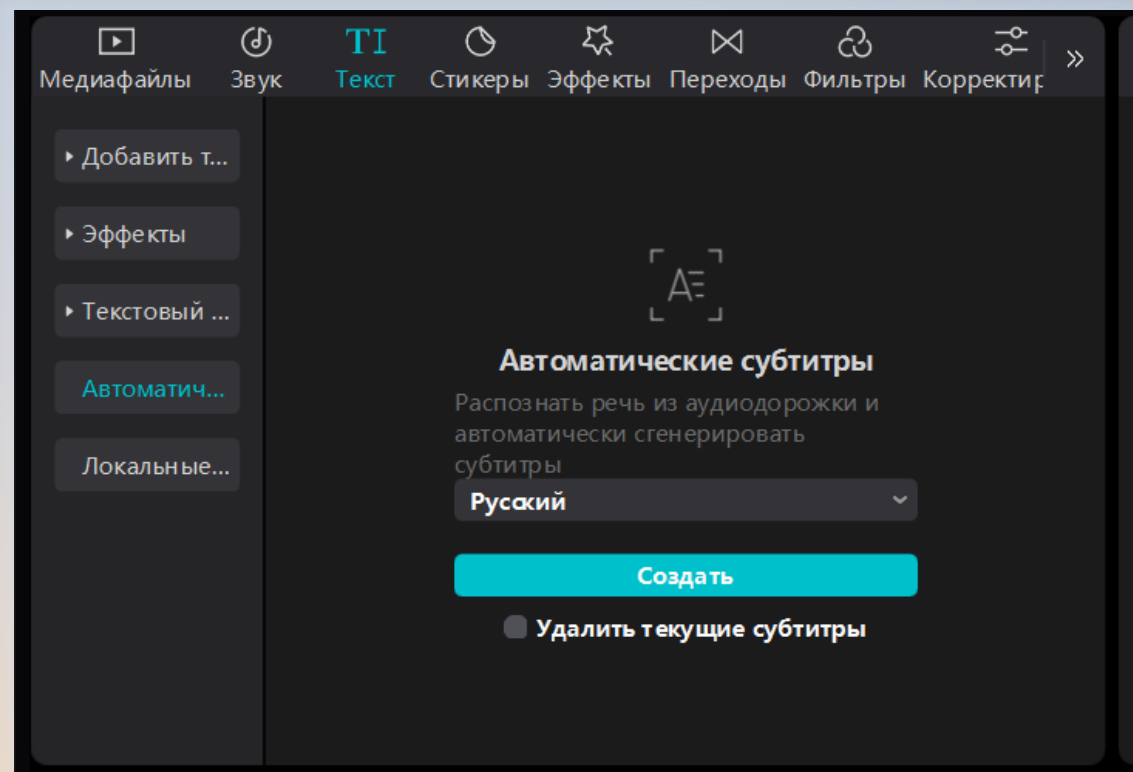 Медиафайлы Звук TI Текст Стикеры Эффекты Переходы Фильтры Корректир
Добавить т...
Эффекты
Текстовый ...
Автоматич...
Локальные...
A
Автоматические субтитры
Распознать речь из аудиодорожки и
автоматически сгенерировать
субтитры
Русский
Создать
Удалить текущие субтитры